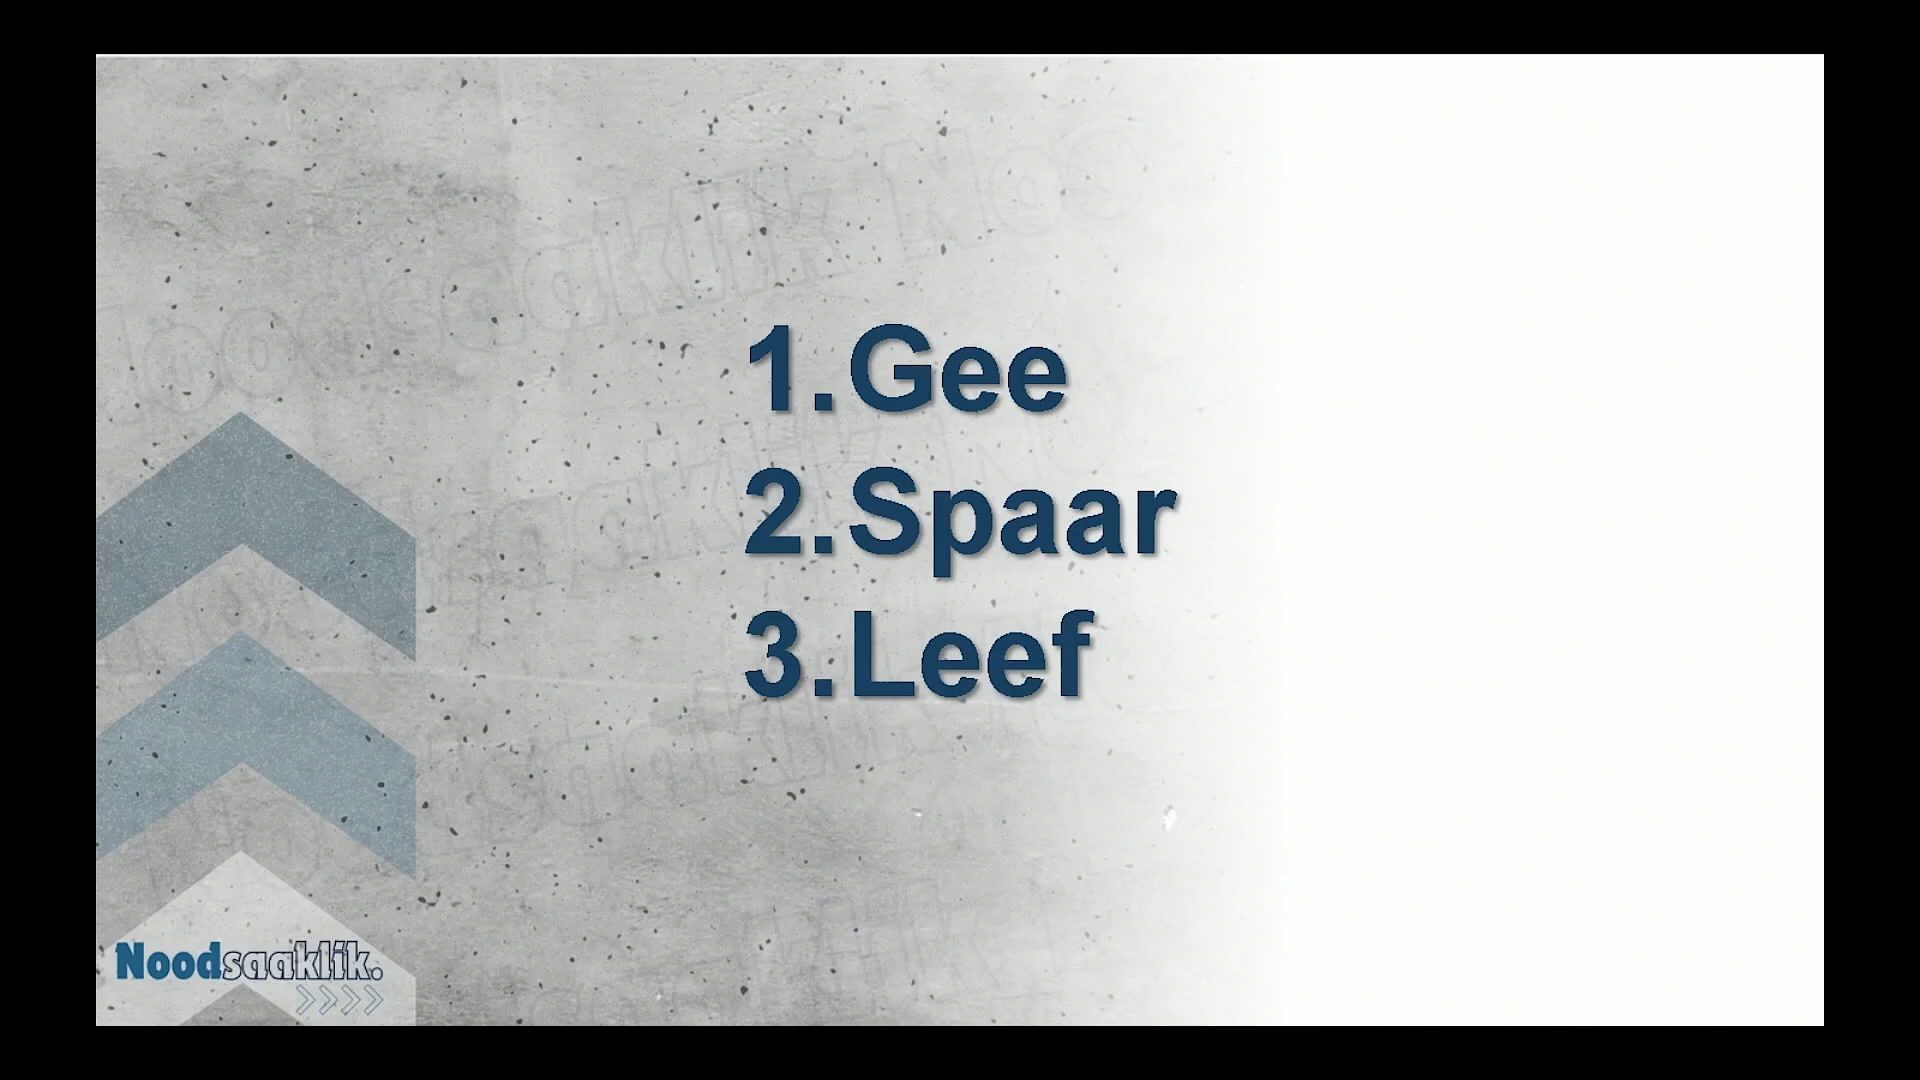 1. Gee
2. Spaar
3. Leef
Noodsaaklik.